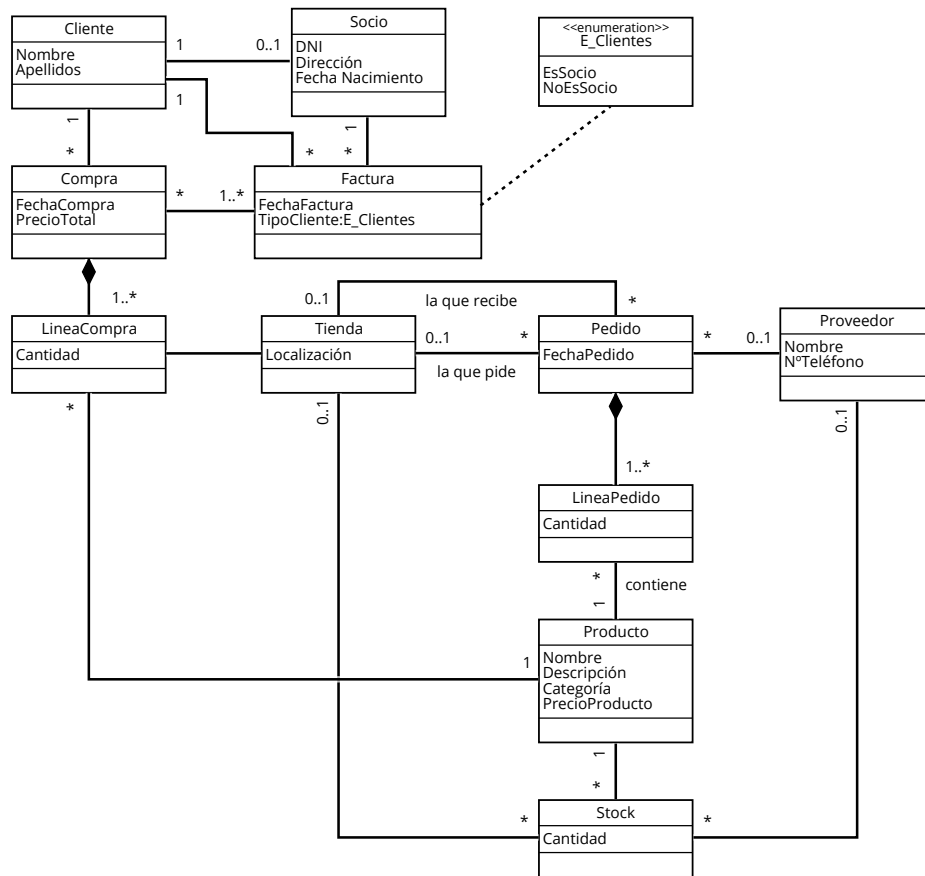 Cliente
Nombre
Apellidos
1
0..1
Socio
DNI
Dirección
Fecha Nacimiento
<<enumeration>>
E_Clientes
EsSocio
NoEsSocio
1
1
*
*
1
*
Compra
FechaCompra
PrecioTotal
*
1..*
Factura
FechaFactura
TipoCliente:E_Clientes
1..*
0..1
la que recibe
*
LineaCompra
Cantidad
Tienda
Localización
0..1
*
la que pide
Pedido
FechaPedido
*
0..1
Proveedor
Nombre
NºTeléfono
*
0..1
0..1
1..*
LineaPedido
Cantidad
*
contiene
1
1
Producto
Nombre
Descripción
Categoría
PrecioProducto
1
*
*
Stock
Cantidad
*